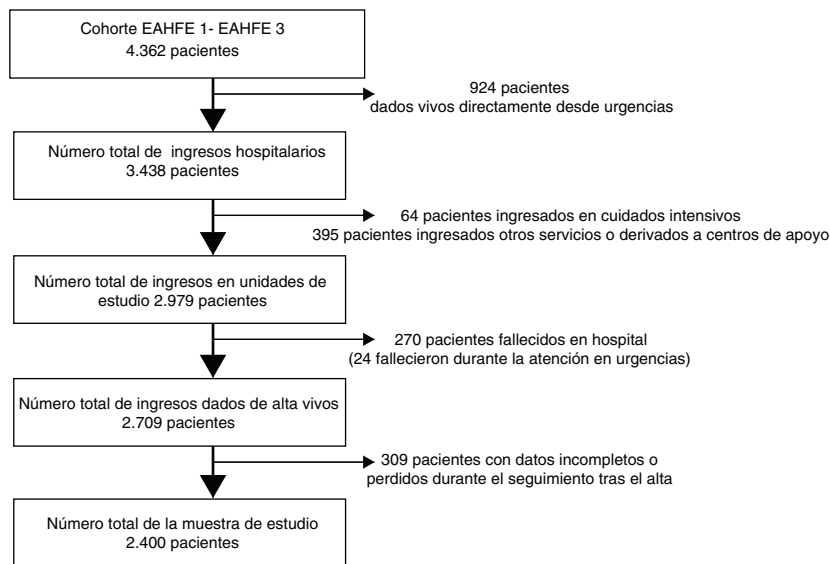 Cohorte EAHFE 1- EAHFE 3
4.362 pacientes
924 pacientes
dados vivos directamente desde urgencias
Número total de ingresos hospitalarios
3.438 pacientes
64 pacientes ingresados en cuidados intensivos
395 pacientes ingresados otros servicios o derivados a centros de apoyo
Número total de ingresos en unidades de
estudio 2.979 pacientes
270 pacientes fallecidos en hospital
(24 fallecieron durante la atención en urgencias)
Número total de ingresos dados de alta vivos
2.709 pacientes
309 pacientes con datos incompletos o
perdidos durante el seguimiento tras el alta
Número total de la muestra de estudio
2.400 pacientes